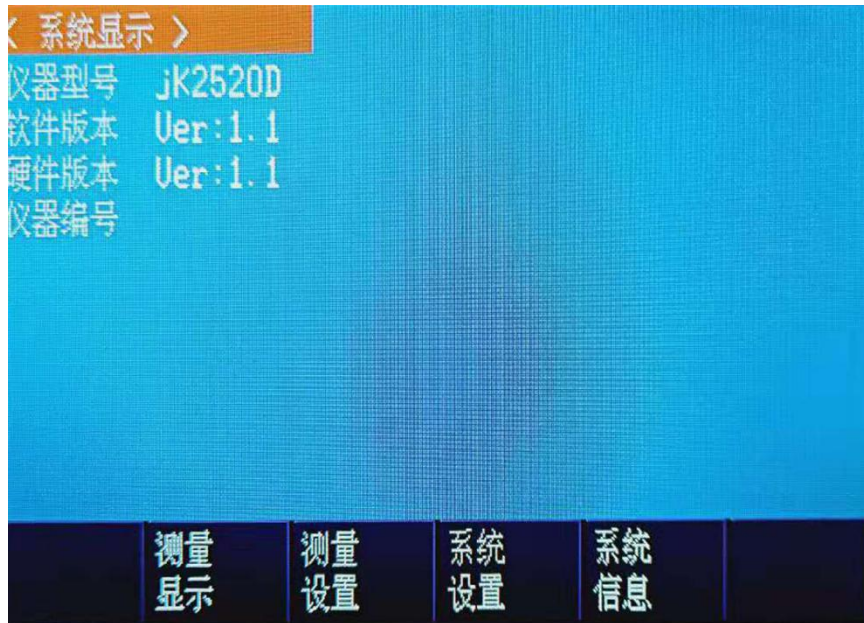 < 系统显示 >
仪器型号 jK2520D
软件版本 Ver:1.1
硬件版本 Ver:1.1
仪器编号
测量显示
测量设置
系统设置
系统信息